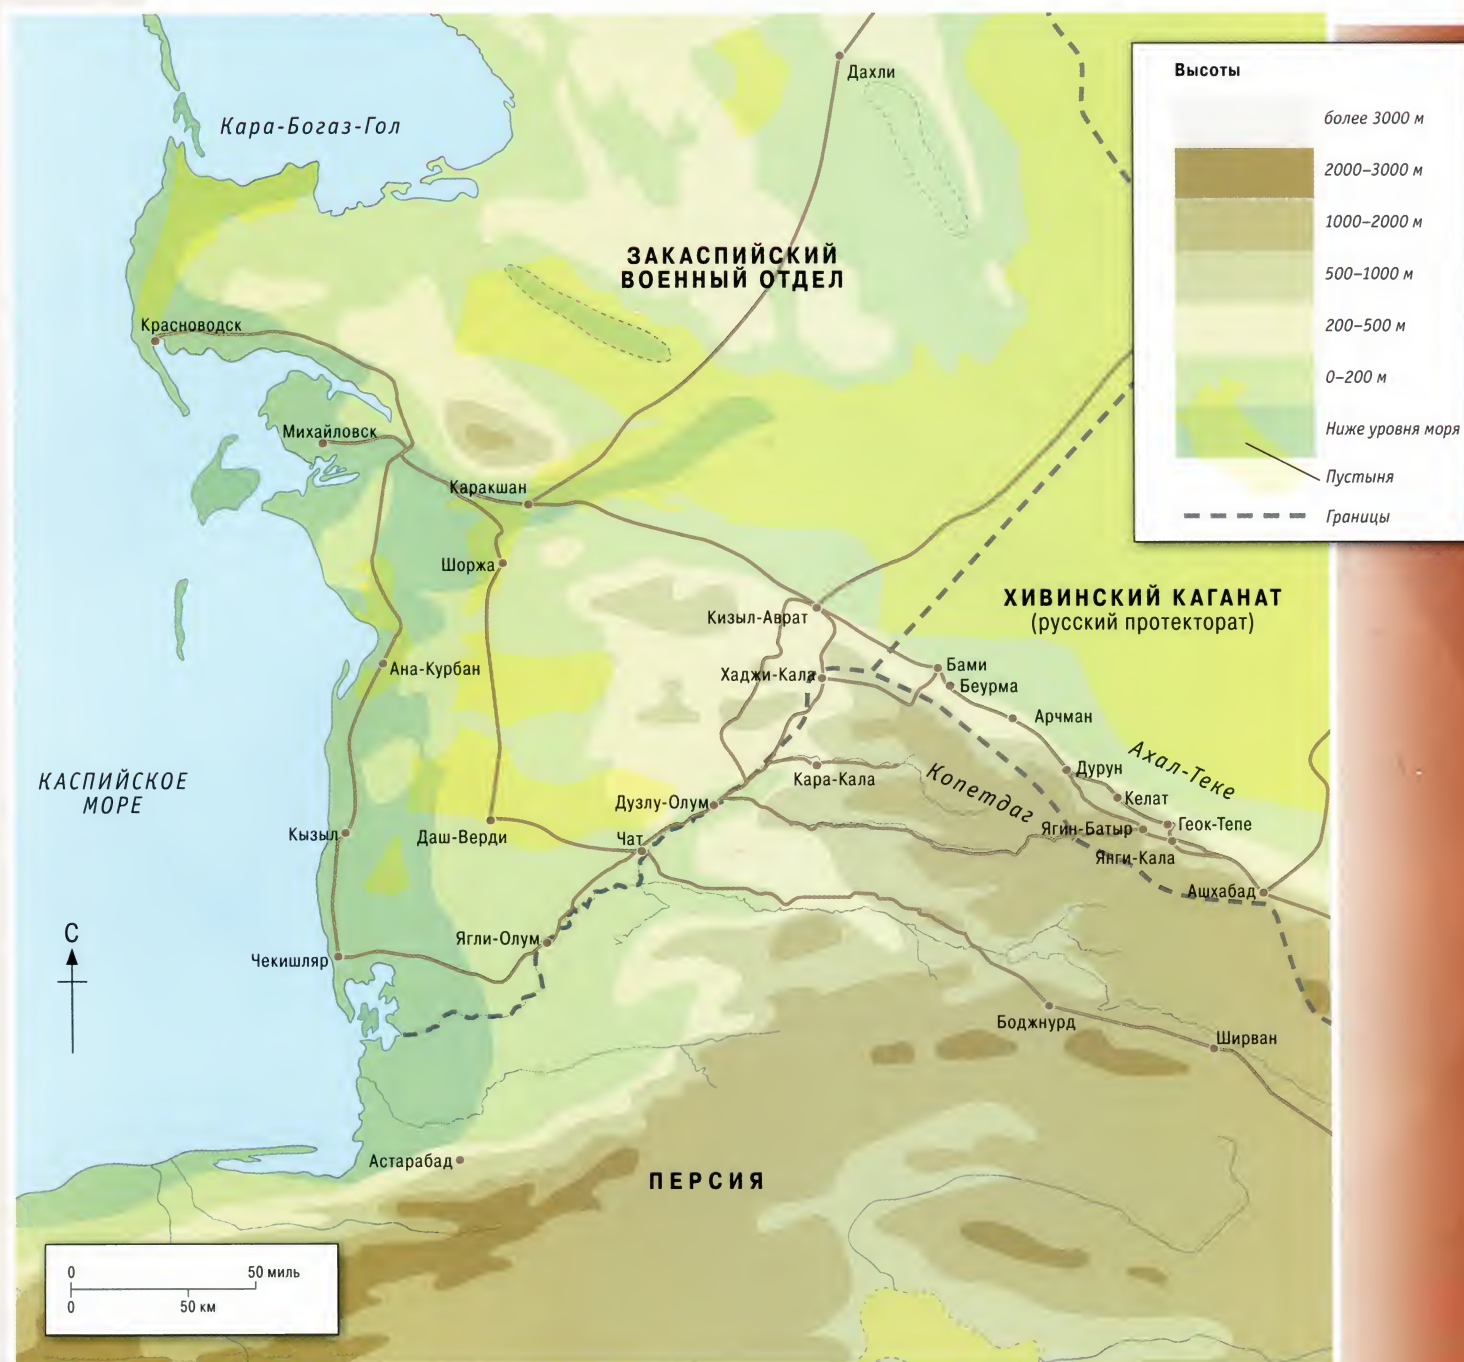 Кара-Богаз-Гол
Дахли
Высоты
более 3000 м
2000–3000 м
1000–2000 м
500–1000 м
200–500 м
0–200 м
Ниже уровня моря
Пустыня
Границы
ЗАКАСПИЙСКИЙ
ВОЕННЫЙ ОТДЕЛ
Красноводск
Михайловск
Каракшан
Шоржа
ХИВИНСКИЙ КАГАНАТ
(русский протекторат)
Кизыл-Аврат
Ана-Курбан
Хаджи-Кала
Бами
Беурма
Арчман
Ахал-Теке
КАСПИЙСКОЕ
МОРЕ
Кара-Кала
Копетдаг
Дурун
Келат
Дузлу-Олум
Кызыл
Даш-Верди
Чат
Ягин-Батыр
Геок-Тепе
Янги-Кала
Ашхабад
С
Ягли-Олум
Чекишляр
Боджнурд
Ширван
Астарабад
ПЕРСИЯ
0 50 миль
0 50 км